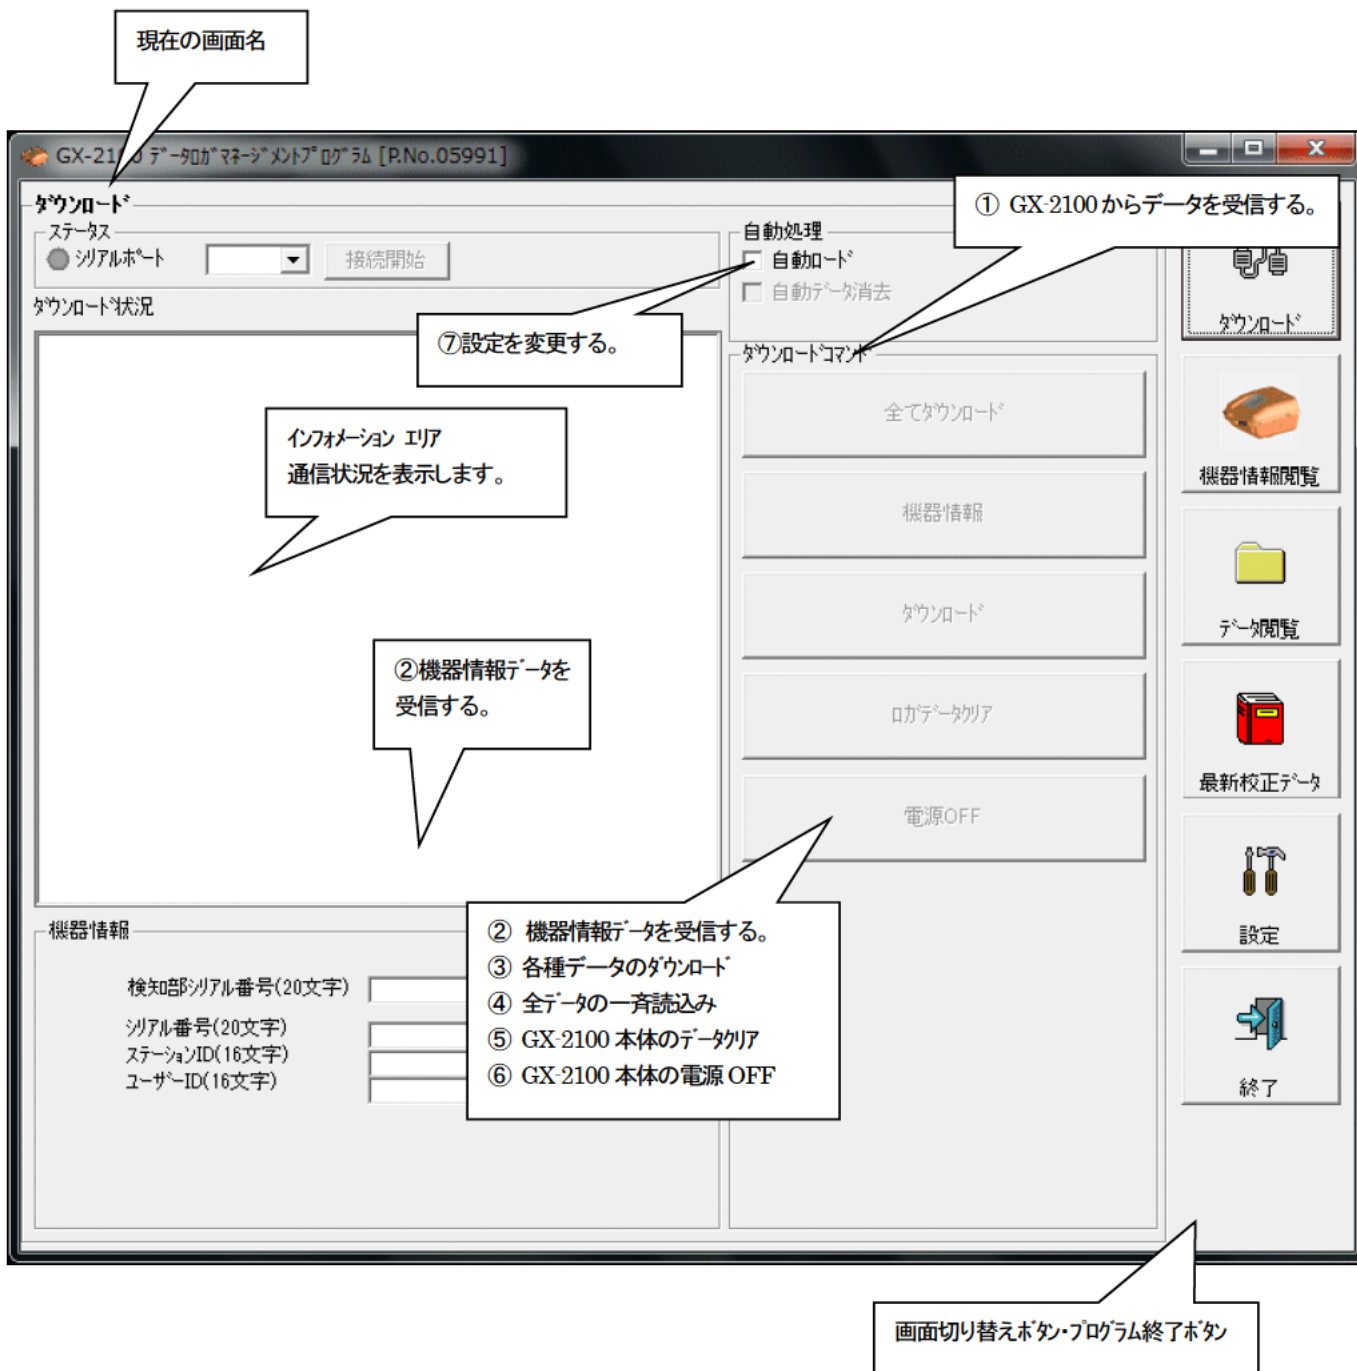 現在の画面名
GX-2100 ﾃﾞｰﾀﾛｶﾞﾏﾈｰｼﾞﾒﾝﾄﾌﾟﾛｸﾞﾗﾑ [P.No.05991]
ﾀﾞｳﾝﾛｰﾄﾞ
ｽﾃｰﾀｽ
ｼﾘｱﾙﾎﾟｰﾄ
接続開始
自動処理
自動ﾛｰﾄﾞ
自動ﾃﾞｰﾀ消去
① GX-2100 からデータを受信する。
ﾀﾞｳﾝﾛｰﾄﾞ状況
⑦設定を変更する。
ｲﾝﾌｫﾒｰｼｮﾝ ｴﾘｱ
通信状況を表示します。
②機器情報ﾃﾞｰﾀを
受信する。
ﾀﾞｳﾝﾛｰﾄﾞｺﾏﾝﾄﾞ
全てﾀﾞｳﾝﾛｰﾄﾞ
機器情報
ﾀﾞｳﾝﾛｰﾄﾞ
ﾛｶﾞﾃﾞｰﾀｸﾘｱ
電源OFF
② 機器情報ﾃﾞｰﾀを受信する。
③ 各種データのﾀﾞｳﾝﾛｰﾄﾞ
④ 全ﾃﾞｰﾀの一斉読込み
⑤ GX-2100 本体のﾃﾞｰﾀｸﾘｱ
⑥ GX-2100 本体の電源 OFF
機器情報
検知部ｼﾘｱﾙ番号(20文字)
ｼﾘｱﾙ番号(20文字)
ｽﾃｰｼｮﾝID(16文字)
ﾕｰｻﾞｰID(16文字)
ﾀﾞｳﾝﾛｰﾄﾞ
機器情報閲覧
ﾃﾞｰﾀ閲覧
最新校正ﾃﾞｰﾀ
設定
終了
画面切り替えﾎﾞﾀﾝ・ﾌﾟﾛｸﾞﾗﾑ終了ﾎﾞﾀﾝ